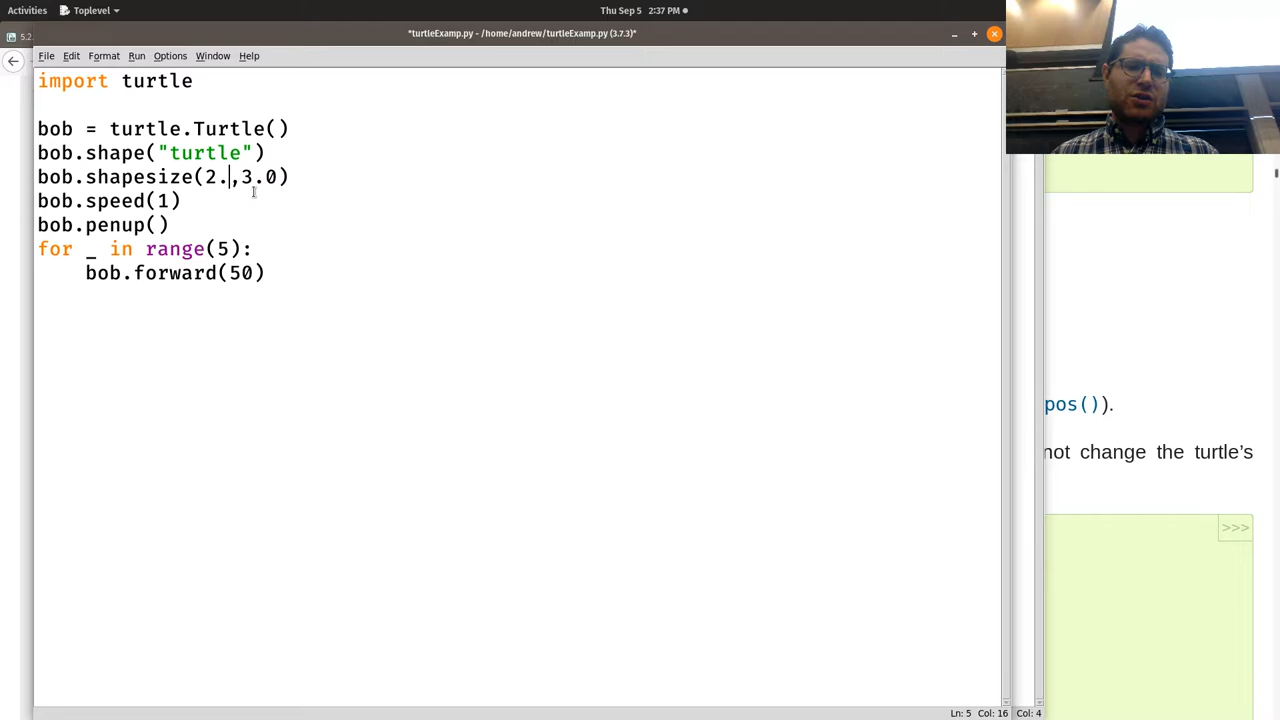 Activities
Toplevel
Thu Sep 5 2:37 PM
5.2
*turtleExamp.py - /home/andrew/turtleExamp.py (3.7.3)*
File Edit Format Run Options Window Help
import turtle
bob = turtle.Turtle()
bob.shape("turtle")
bob.shapesize(2.,3.0)
bob.speed(1)
bob.penup()
for _ in range(5):
    bob.forward(50)
pos()).
not change the turtle’s
>>>
Ln: 5 Col: 16
Col: 4